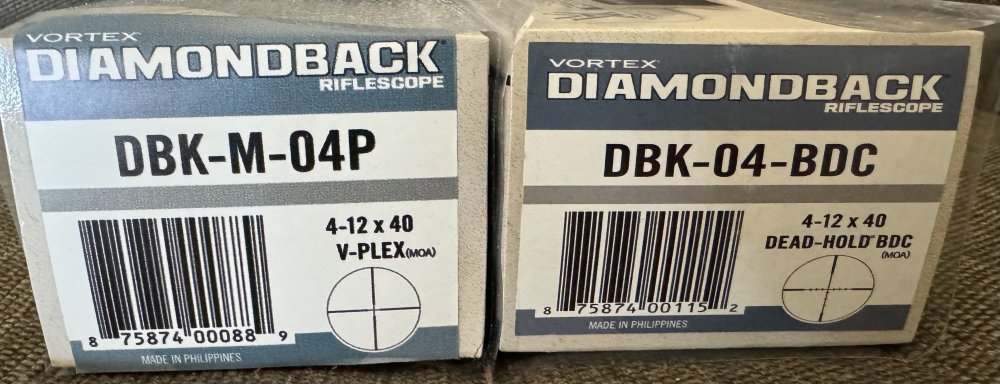 VORTEX
DIAMONDBACK
RIFLESCOPE
DBK-M-04P
4-12 x 40
V-PLEX(MOA)
8 75874 00088 9
MADE IN PHILIPPINES
VORTEX
DIAMONDBACK
RIFLESCOPE
DBK-04-BDC
4-12 x 40
DEAD-HOLD™ BDC
(MOA)
8 75874 00115 2
MADE IN PHILIPPINES